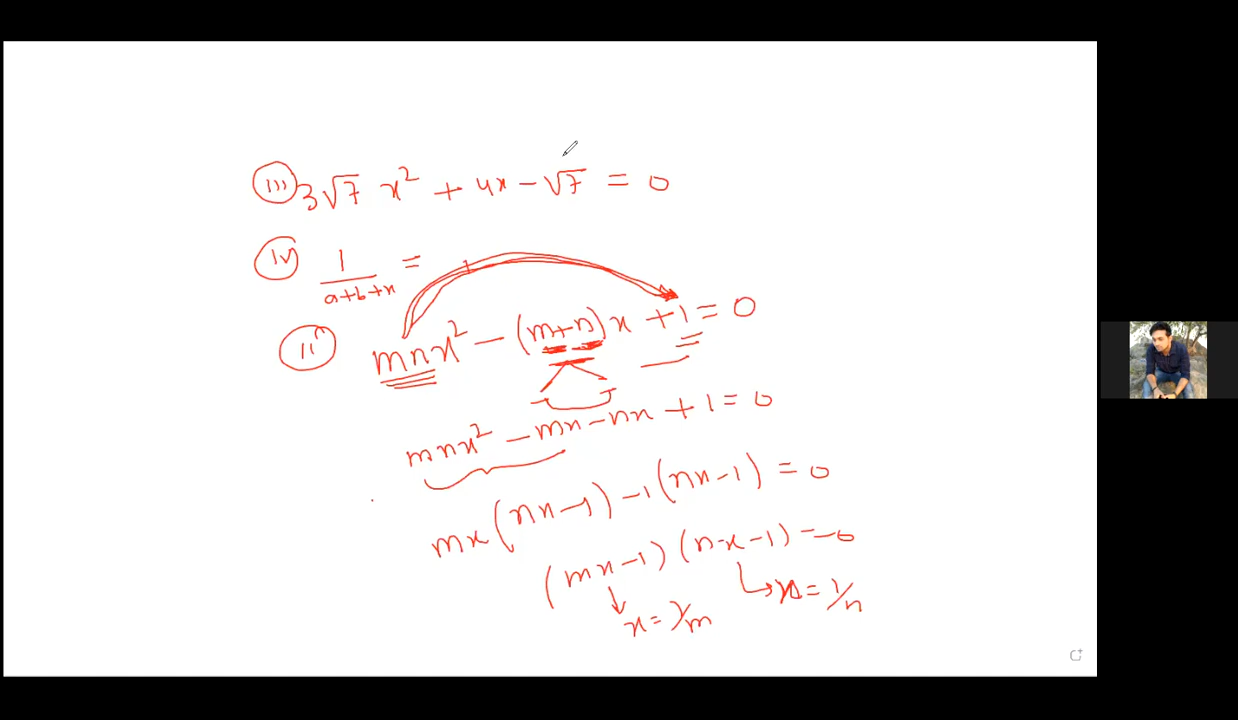 (iii) 3√7 x² + 4x - √7 = 0
(iv) 1/(a+b+x) =
(ii) mnx² - (m+n)x + 1 = 0
mnx² - mx - nx + 1 = 0
mx(nx-1) -1(nx-1) = 0
(mx-1)(nx-1) = 0
x = 1/n
x = 1/m